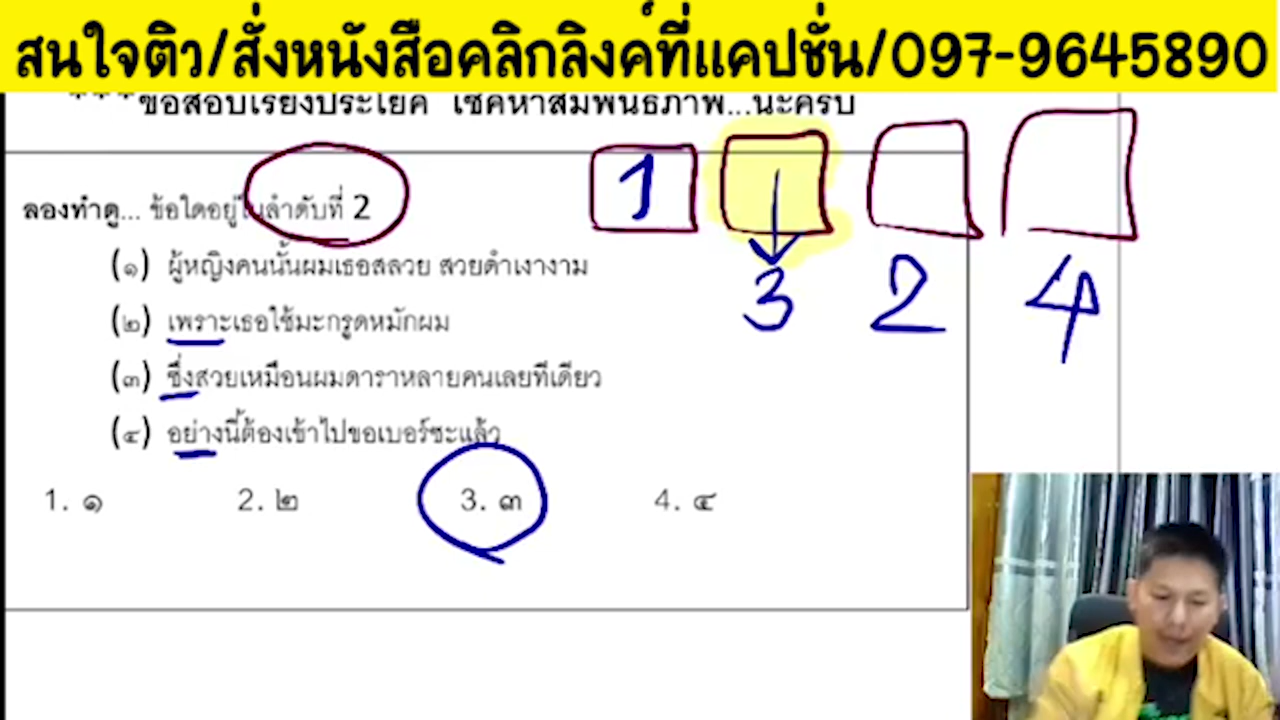 สนใจติว/สั่งหนังสือคลิกลิงค์ที่แคปชั่น/097-9645890
***ข้อสอบเรียงประโยค เช็คหาสัมพันธภาพ...นะครับ
ลองทำดู... ข้อใดอยู่ในลำดับที่ 2
(๑) ผู้หญิงคนนั้นผมเธอสลวย สวยดำเงางาม
(๒) เพราะเธอใช้มะกรูดหมักผม
(๓) ซึ่งสวยเหมือนผมดาราหลายคนเลยทีเดียว
(๔) อย่างนี้ต้องเข้าไปขอเบอร์ซะแล้ว
1. ๑ 2. ๒ 3. ๓ 4. ๔
1
3 2 4